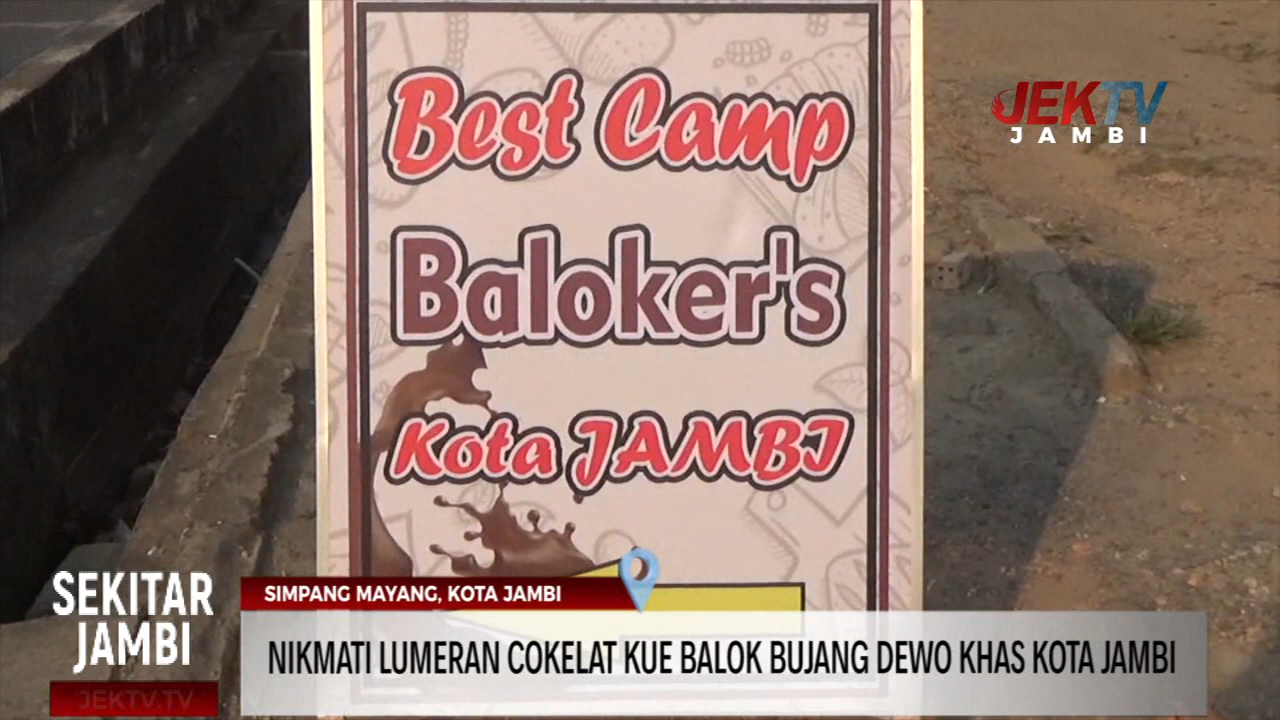 Best Camp
Baloker's
Kota JAMBI
JEKTV
JAMBI
SEKITAR
JAMBI
JEKTV.TV
SIMPANG MAYANG, KOTA JAMBI
NIKMATI LUMERAN COKELAT KUE BALOK BUJANG DEWO KHAS KOTA JAMBI